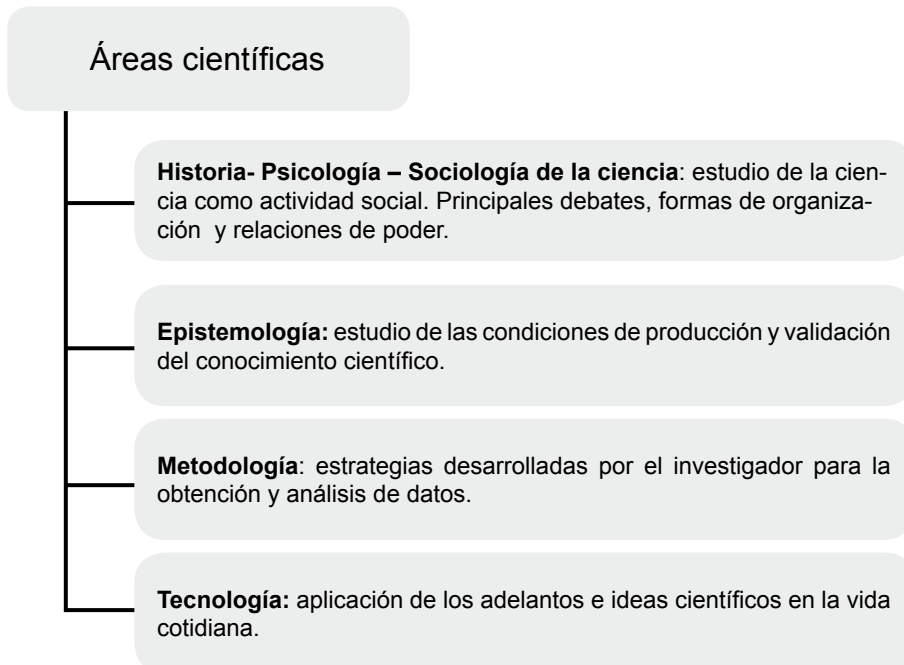 Áreas científicas
Historia- Psicología – Sociología de la ciencia: estudio de la cien-
cia como actividad social. Principales debates, formas de organiza-
ción y relaciones de poder.
Epistemología: estudio de las condiciones de producción y validación
del conocimiento científico.
Metodología: estrategias desarrolladas por el investigador para la
obtención y análisis de datos.
Tecnología: aplicación de los adelantos e ideas científicos en la vida
cotidiana.